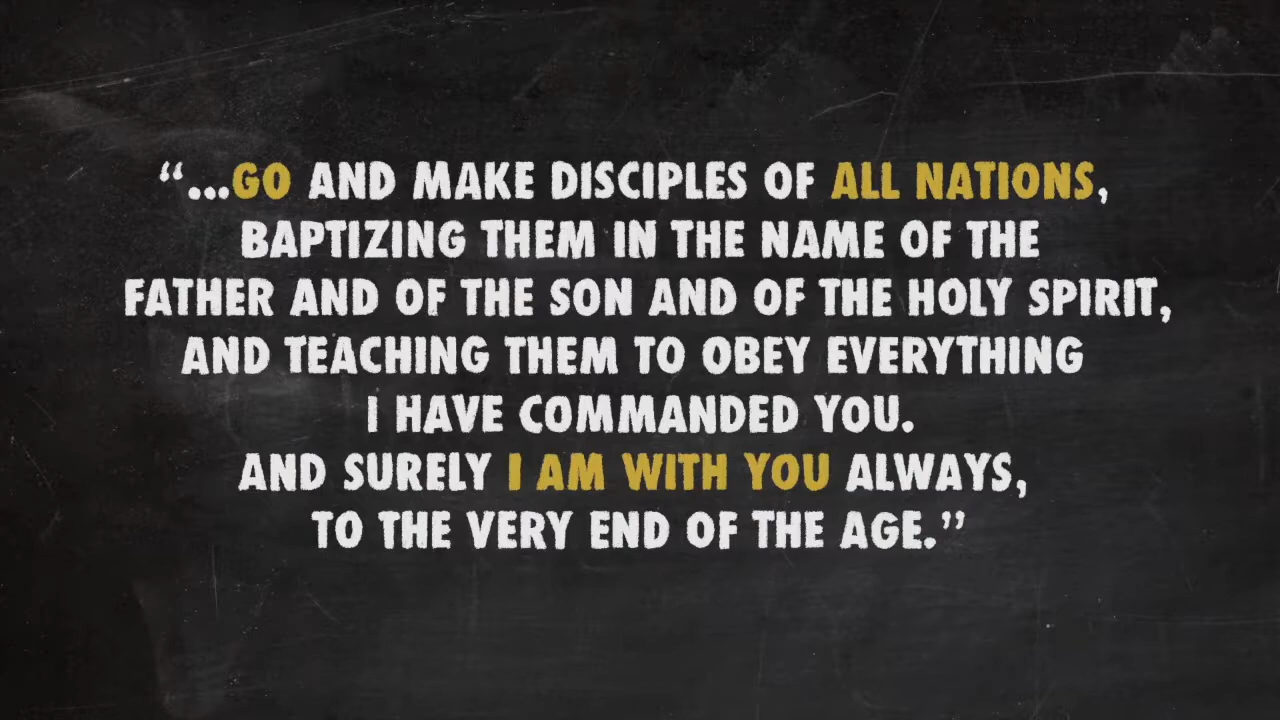 “...GO AND MAKE DISCIPLES OF ALL NATIONS,
BAPTIZING THEM IN THE NAME OF THE
FATHER AND OF THE SON AND OF THE HOLY SPIRIT,
AND TEACHING THEM TO OBEY EVERYTHING
I HAVE COMMANDED YOU.
AND SURELY I AM WITH YOU ALWAYS,
TO THE VERY END OF THE AGE.”